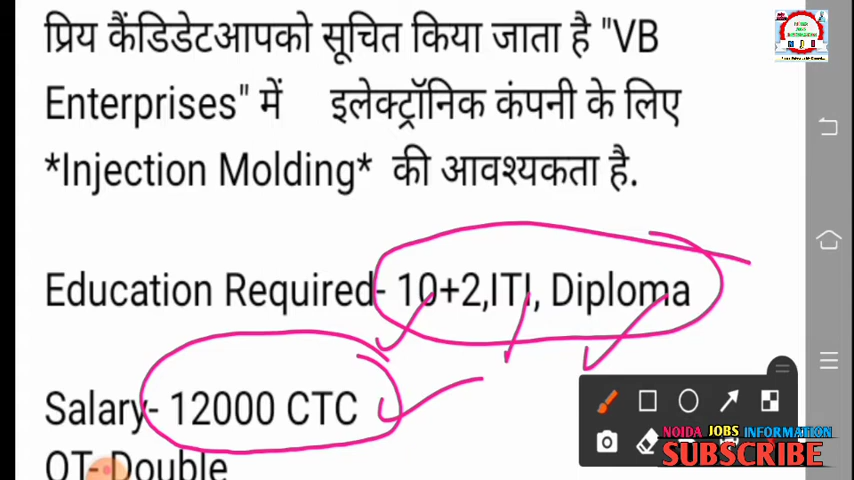 प्रिय कैंडिडेटआपको सूचित किया जाता है "VB
Enterprises" में इलेक्ट्रॉनिक कंपनी के लिए
*Injection Molding* की आवश्यकता है.
Education Required- 10+2,ITI, Diploma
Salary- 12000 CTC
OT- Double
NOIDA JOBS INFORMATION
SUBSCRIBE